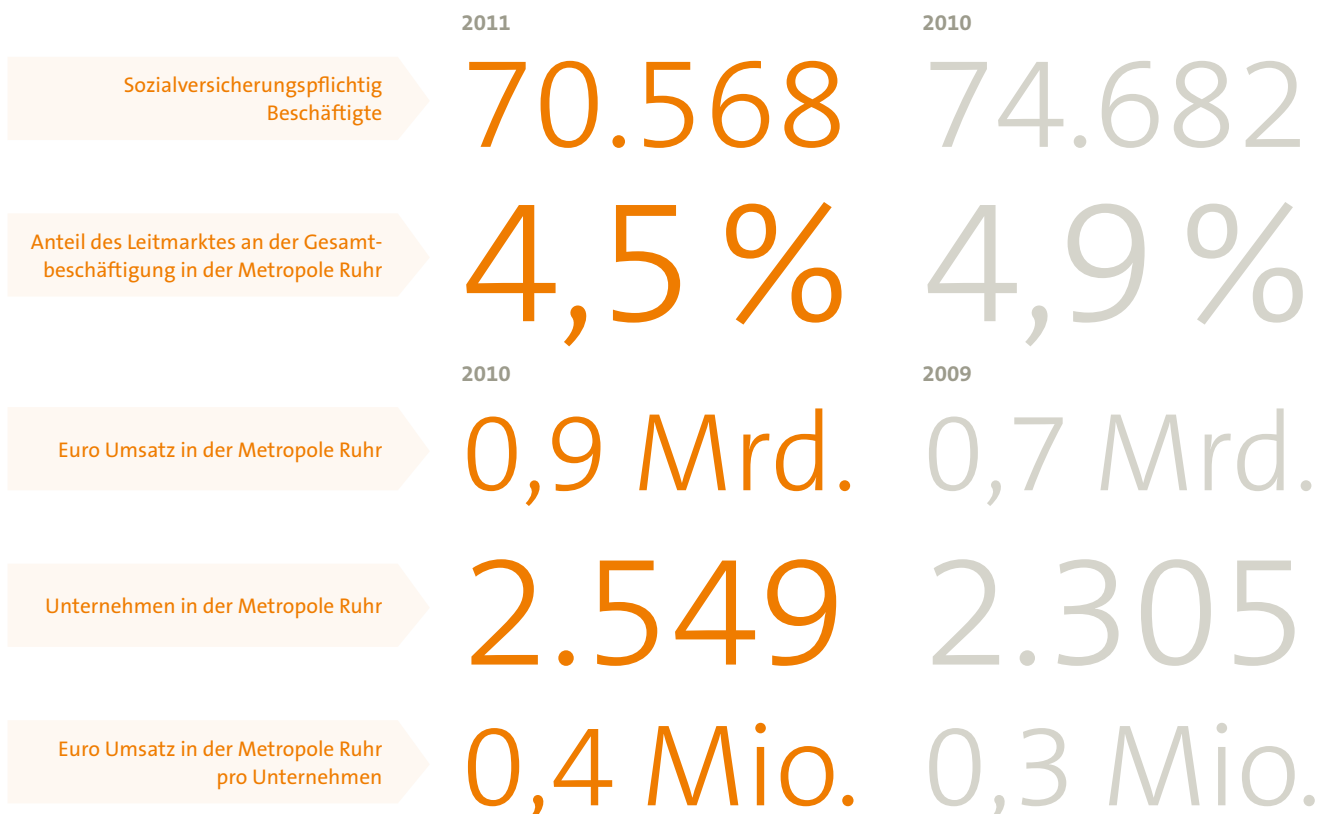 2011 2010
Sozialversicherungspflichtig
Beschäftigte
70.568 74.682
Anteil des Leitmarktes an der Gesamt-
beschäftigung in der Metropole Ruhr
4,5 % 4,9 %
2010 2009
Euro Umsatz in der Metropole Ruhr 0,9 Mrd. 0,7 Mrd.
Unternehmen in der Metropole Ruhr 2.549 2.305
Euro Umsatz in der Metropole Ruhr
pro Unternehmen
0,4 Mio. 0,3 Mio.